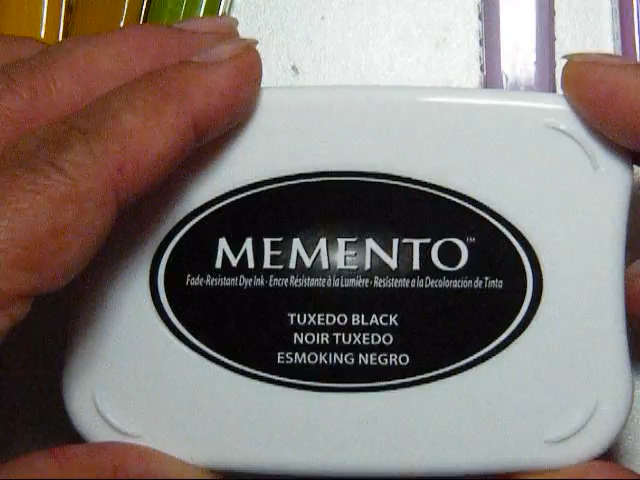 MEMENTO™
Fade-Resistant Dye Ink · Encre Résistante à la Lumière · Resistente a la Decoloración de Tinta
TUXEDO BLACK
NOIR TUXEDO
ESMOKING NEGRO